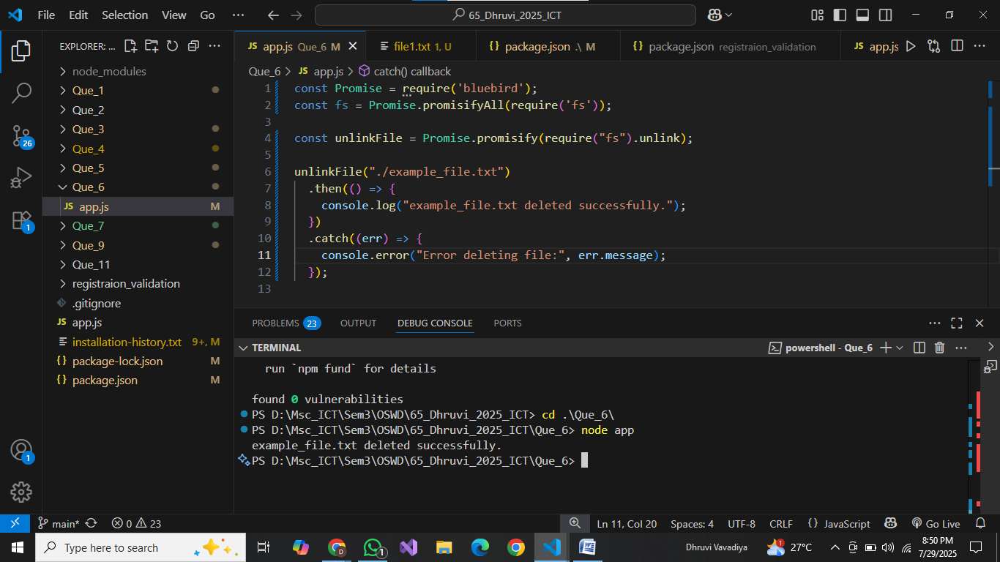 File Edit Selection View Go ··· 65_Dhruvi_2025_ICT
EXPLORER: ...
node_modules
Que_1
Que_2
Que_3
Que_4
Que_5
Que_6
JS app.js M
Que_7
Que_9
Que_11
registraion_validation
.gitignore
JS app.js
installation-history.txt 9+, M
{} package-lock.json M
{} package.json M
26
1
1
JS app.js Que_6 M file1.txt 1, U {} package.json .\ M {} package.json registraion_validation JS app.js
Que_6 > JS app.js > catch() callback
1 const Promise = require('bluebird');
2 const fs = Promise.promisifyAll(require('fs'));
3
4 const unlinkFile = Promise.promisify(require("fs").unlink);
5
6 unlinkFile("./example_file.txt")
7 .then(() => {
8 console.log("example_file.txt deleted successfully.");
9 })
10 .catch((err) => {
11 console.error("Error deleting file:", err.message);
12 });
13
PROBLEMS 23 OUTPUT DEBUG CONSOLE PORTS
TERMINAL powershell - Que_6
run `npm fund` for details
found 0 vulnerabilities
PS D:\Msc_ICT\Sem3\OSWD\65_Dhruvi_2025_ICT> cd .\Que_6\
PS D:\Msc_ICT\Sem3\OSWD\65_Dhruvi_2025_ICT\Que_6> node app
example_file.txt deleted successfully.
PS D:\Msc_ICT\Sem3\OSWD\65_Dhruvi_2025_ICT\Que_6>
main* 0 23 Ln 11, Col 20 Spaces: 4 UTF-8 CRLF {} JavaScript Go Live
Type here to search D 1 Dhruvi Vavadiya 1 27°C 8:50 PM
7/29/2025